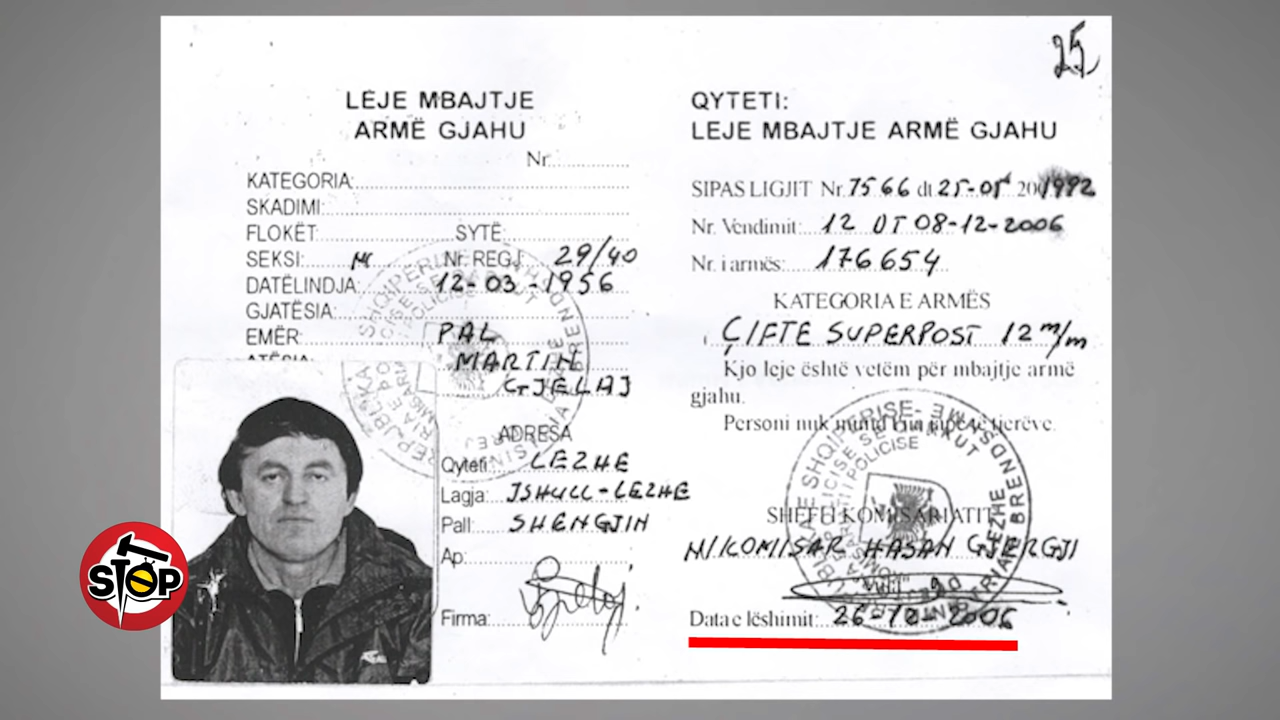 25
LEJE MBAJTJE
ARMË GJAHU
Nr
KATEGORIA:
SKADIMI:
FLOKËT: SYTË:
SEKSI: M Nr. REGJ. 29/40
DATËLINDJA: 12-03-1956
GJATËSIA:
EMËR: PAL
ATËSIA: MARTIN
GJELAJ
ADRESA
Qyteti: LEZHE
Lagja: ISHULL-LEZHE
Pall: SHENGJIN
Ap:
Firma:
QYTETI:
LEJE MBAJTJE ARMË GJAHU
SIPAS LIGJIT Nr. 7566 dt 25-05 1992
Nr. Vendimit: 12 DT 08-12-2006
Nr. i armës: 176654
KATEGORIA E ARMËS
ÇIFTE SUPERPOST 12 m/m
Kjo leje është vetëm për mbajtje armë
gjahu.
Personi nuk mund t'ia japë të tjerëve.
SHEFI I KOMISARIATIT
N/KOMISAR HASAN GJERGJI
Data e lëshimit: 26-12-2006
STOP